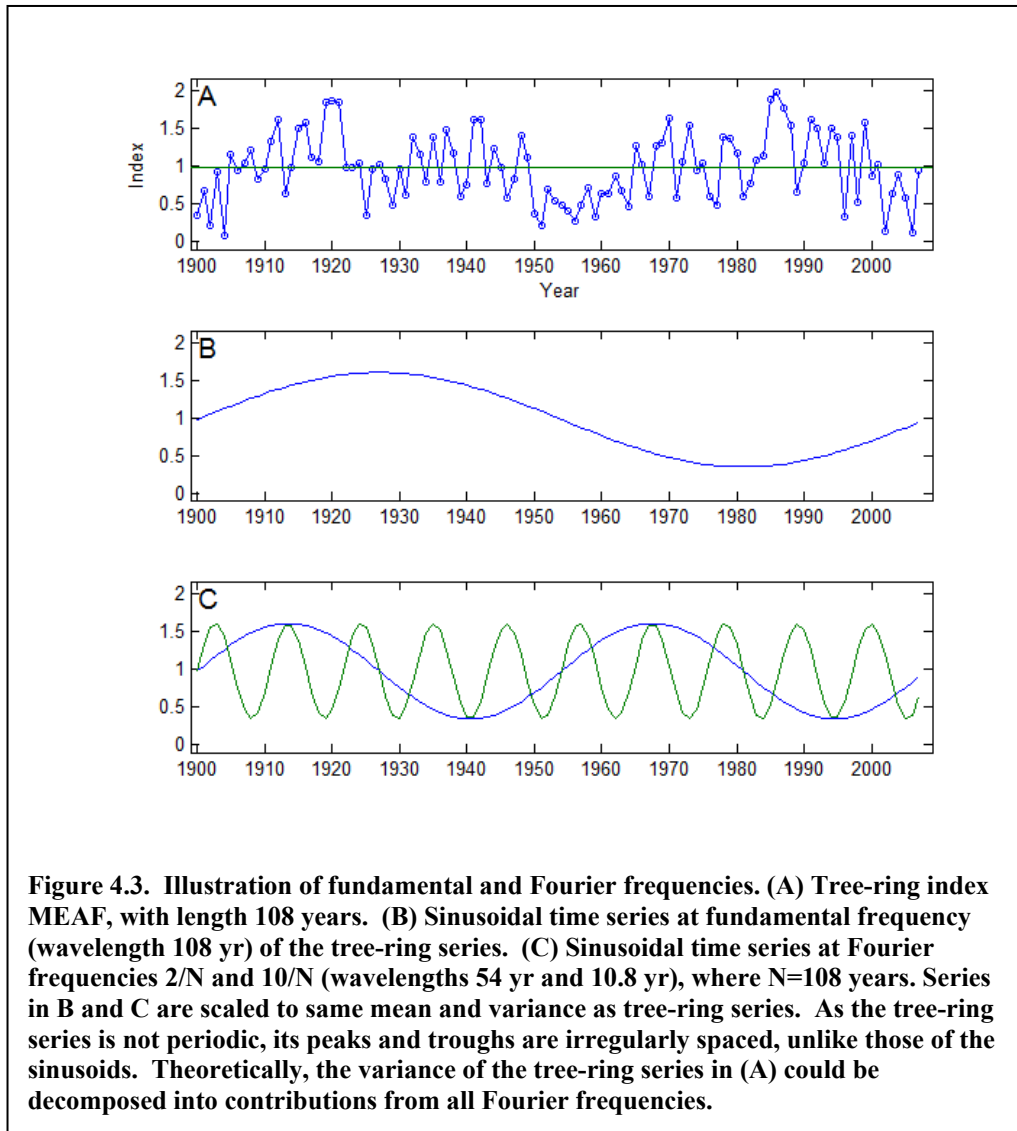 A
2
1.5
1
0.5
0
Index
1900 1910 1920 1930 1940 1950 1960 1970 1980 1990 2000
Year
B
2
1.5
1
0.5
0
1900 1910 1920 1930 1940 1950 1960 1970 1980 1990 2000
C
2
1.5
1
0.5
0
1900 1910 1920 1930 1940 1950 1960 1970 1980 1990 2000
Figure 4.3. Illustration of fundamental and Fourier frequencies. (A) Tree-ring index
MEAF, with length 108 years. (B) Sinusoidal time series at fundamental frequency
(wavelength 108 yr) of the tree-ring series. (C) Sinusoidal time series at Fourier
frequencies 2/N and 10/N (wavelengths 54 yr and 10.8 yr), where N=108 years. Series
in B and C are scaled to same mean and variance as tree-ring series. As the tree-ring
series is not periodic, its peaks and troughs are irregularly spaced, unlike those of the
sinusoids. Theoretically, the variance of the tree-ring series in (A) could be
decomposed into contributions from all Fourier frequencies.